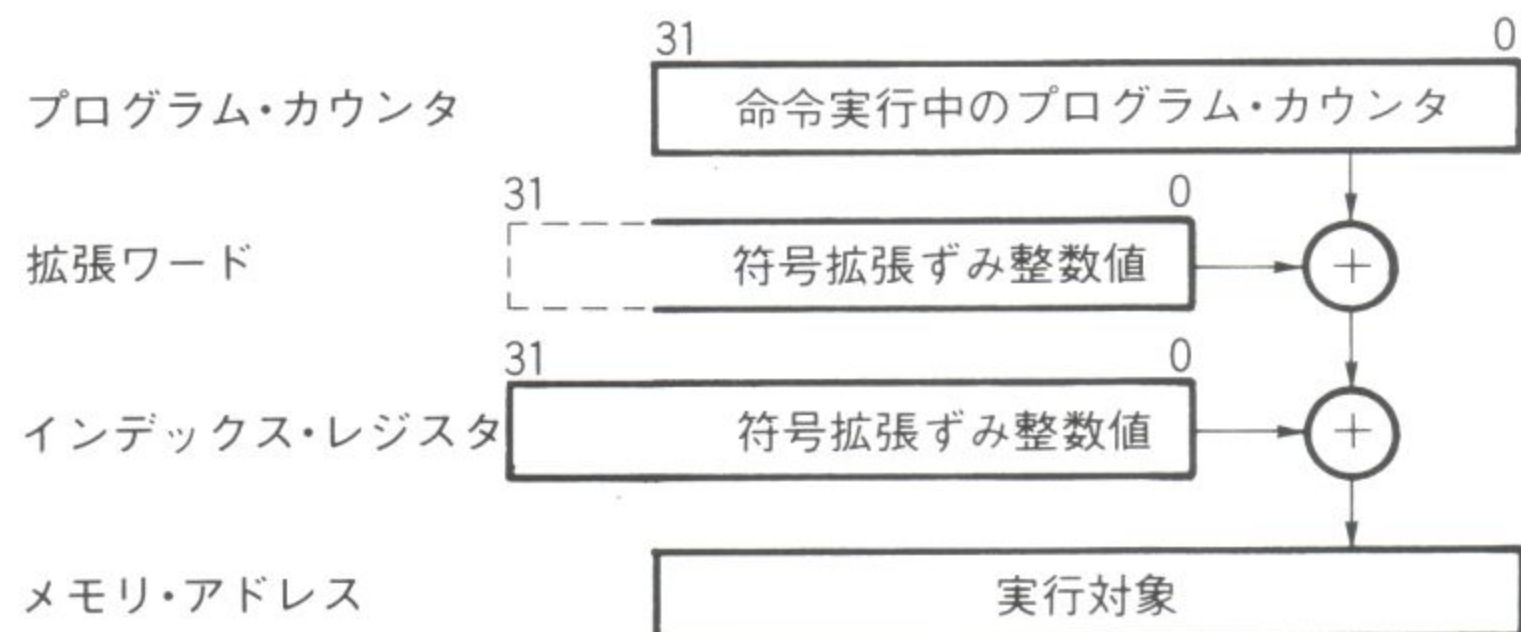 31 0
プログラム・カウンタ 命令実行中のプログラム・カウンタ
31 0
拡張ワード 符号拡張ずみ整数値 +
31 0
インデックス・レジスタ 符号拡張ずみ整数値 +
メモリ・アドレス 実行対象